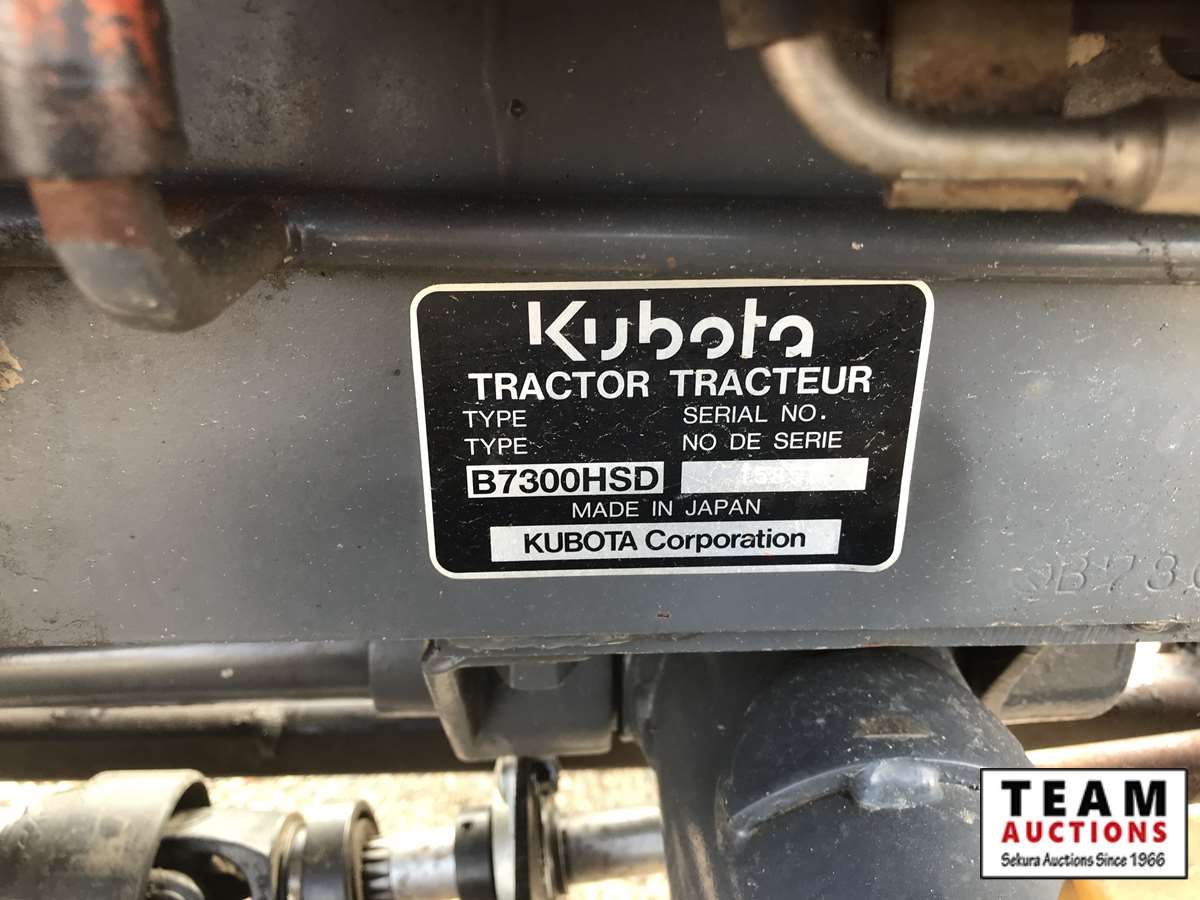 Kubota
TRACTOR TRACTEUR
TYPE SERIAL NO.
TYPE NO DE SERIE
B7300HSD
MADE IN JAPAN
KUBOTA Corporation
B73
TEAM
AUCTIONS
Sekura Auctions Since 1966